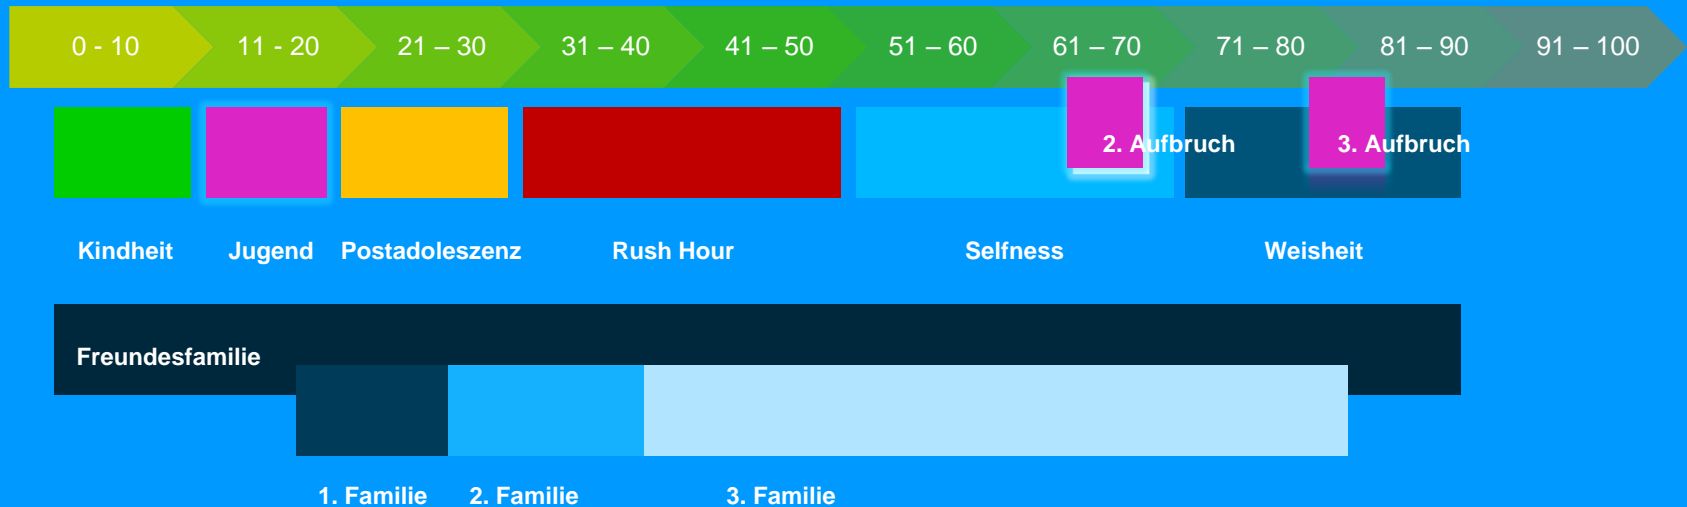 0 - 10 11 - 20 21 – 30 31 – 40 41 – 50 51 – 60 61 – 70 71 – 80 81 – 90 91 – 100
2. Aufbruch 3. Aufbruch
Kindheit Jugend Postadoleszenz Rush Hour Selfness Weisheit
Freundesfamilie
1. Familie 2. Familie 3. Familie